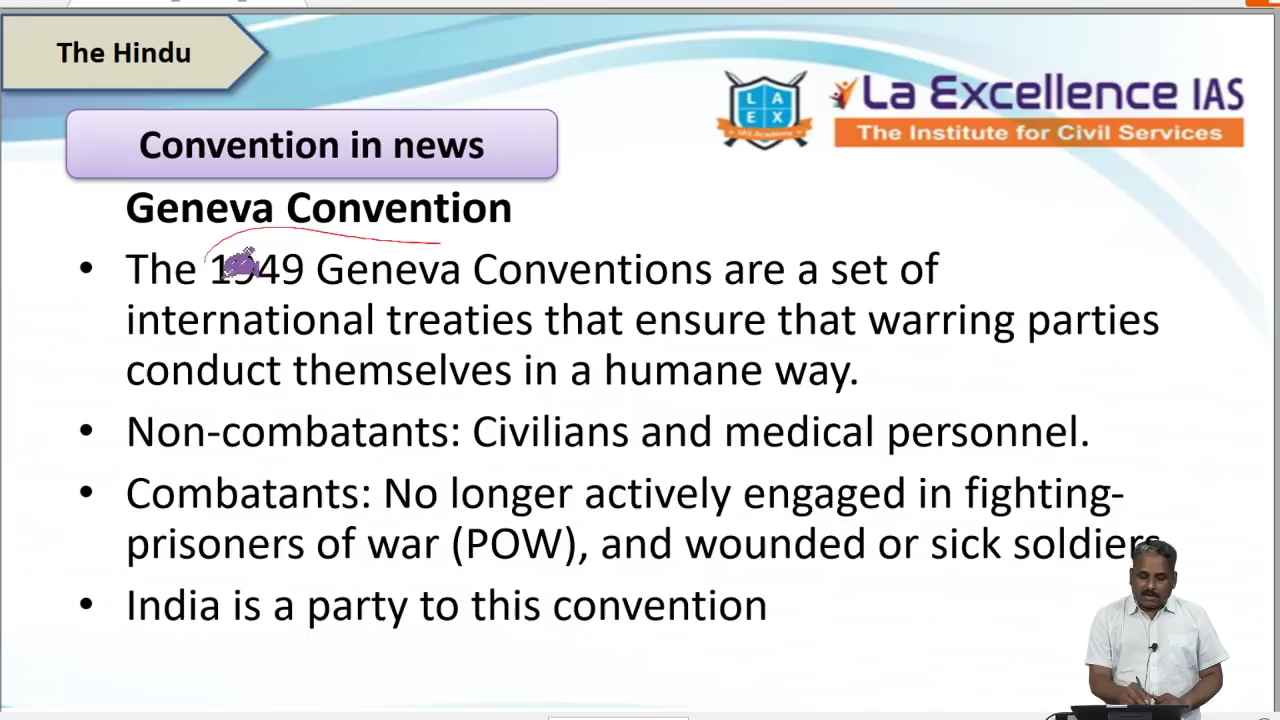 The Hindu
L A
E X
IAS Academy
La Excellence IAS
The Institute for Civil Services
Convention in news
Geneva Convention
• The 1949 Geneva Conventions are a set of
international treaties that ensure that warring parties
conduct themselves in a humane way.
• Non-combatants: Civilians and medical personnel.
• Combatants: No longer actively engaged in fighting-
prisoners of war (POW), and wounded or sick soldiers
• India is a party to this convention